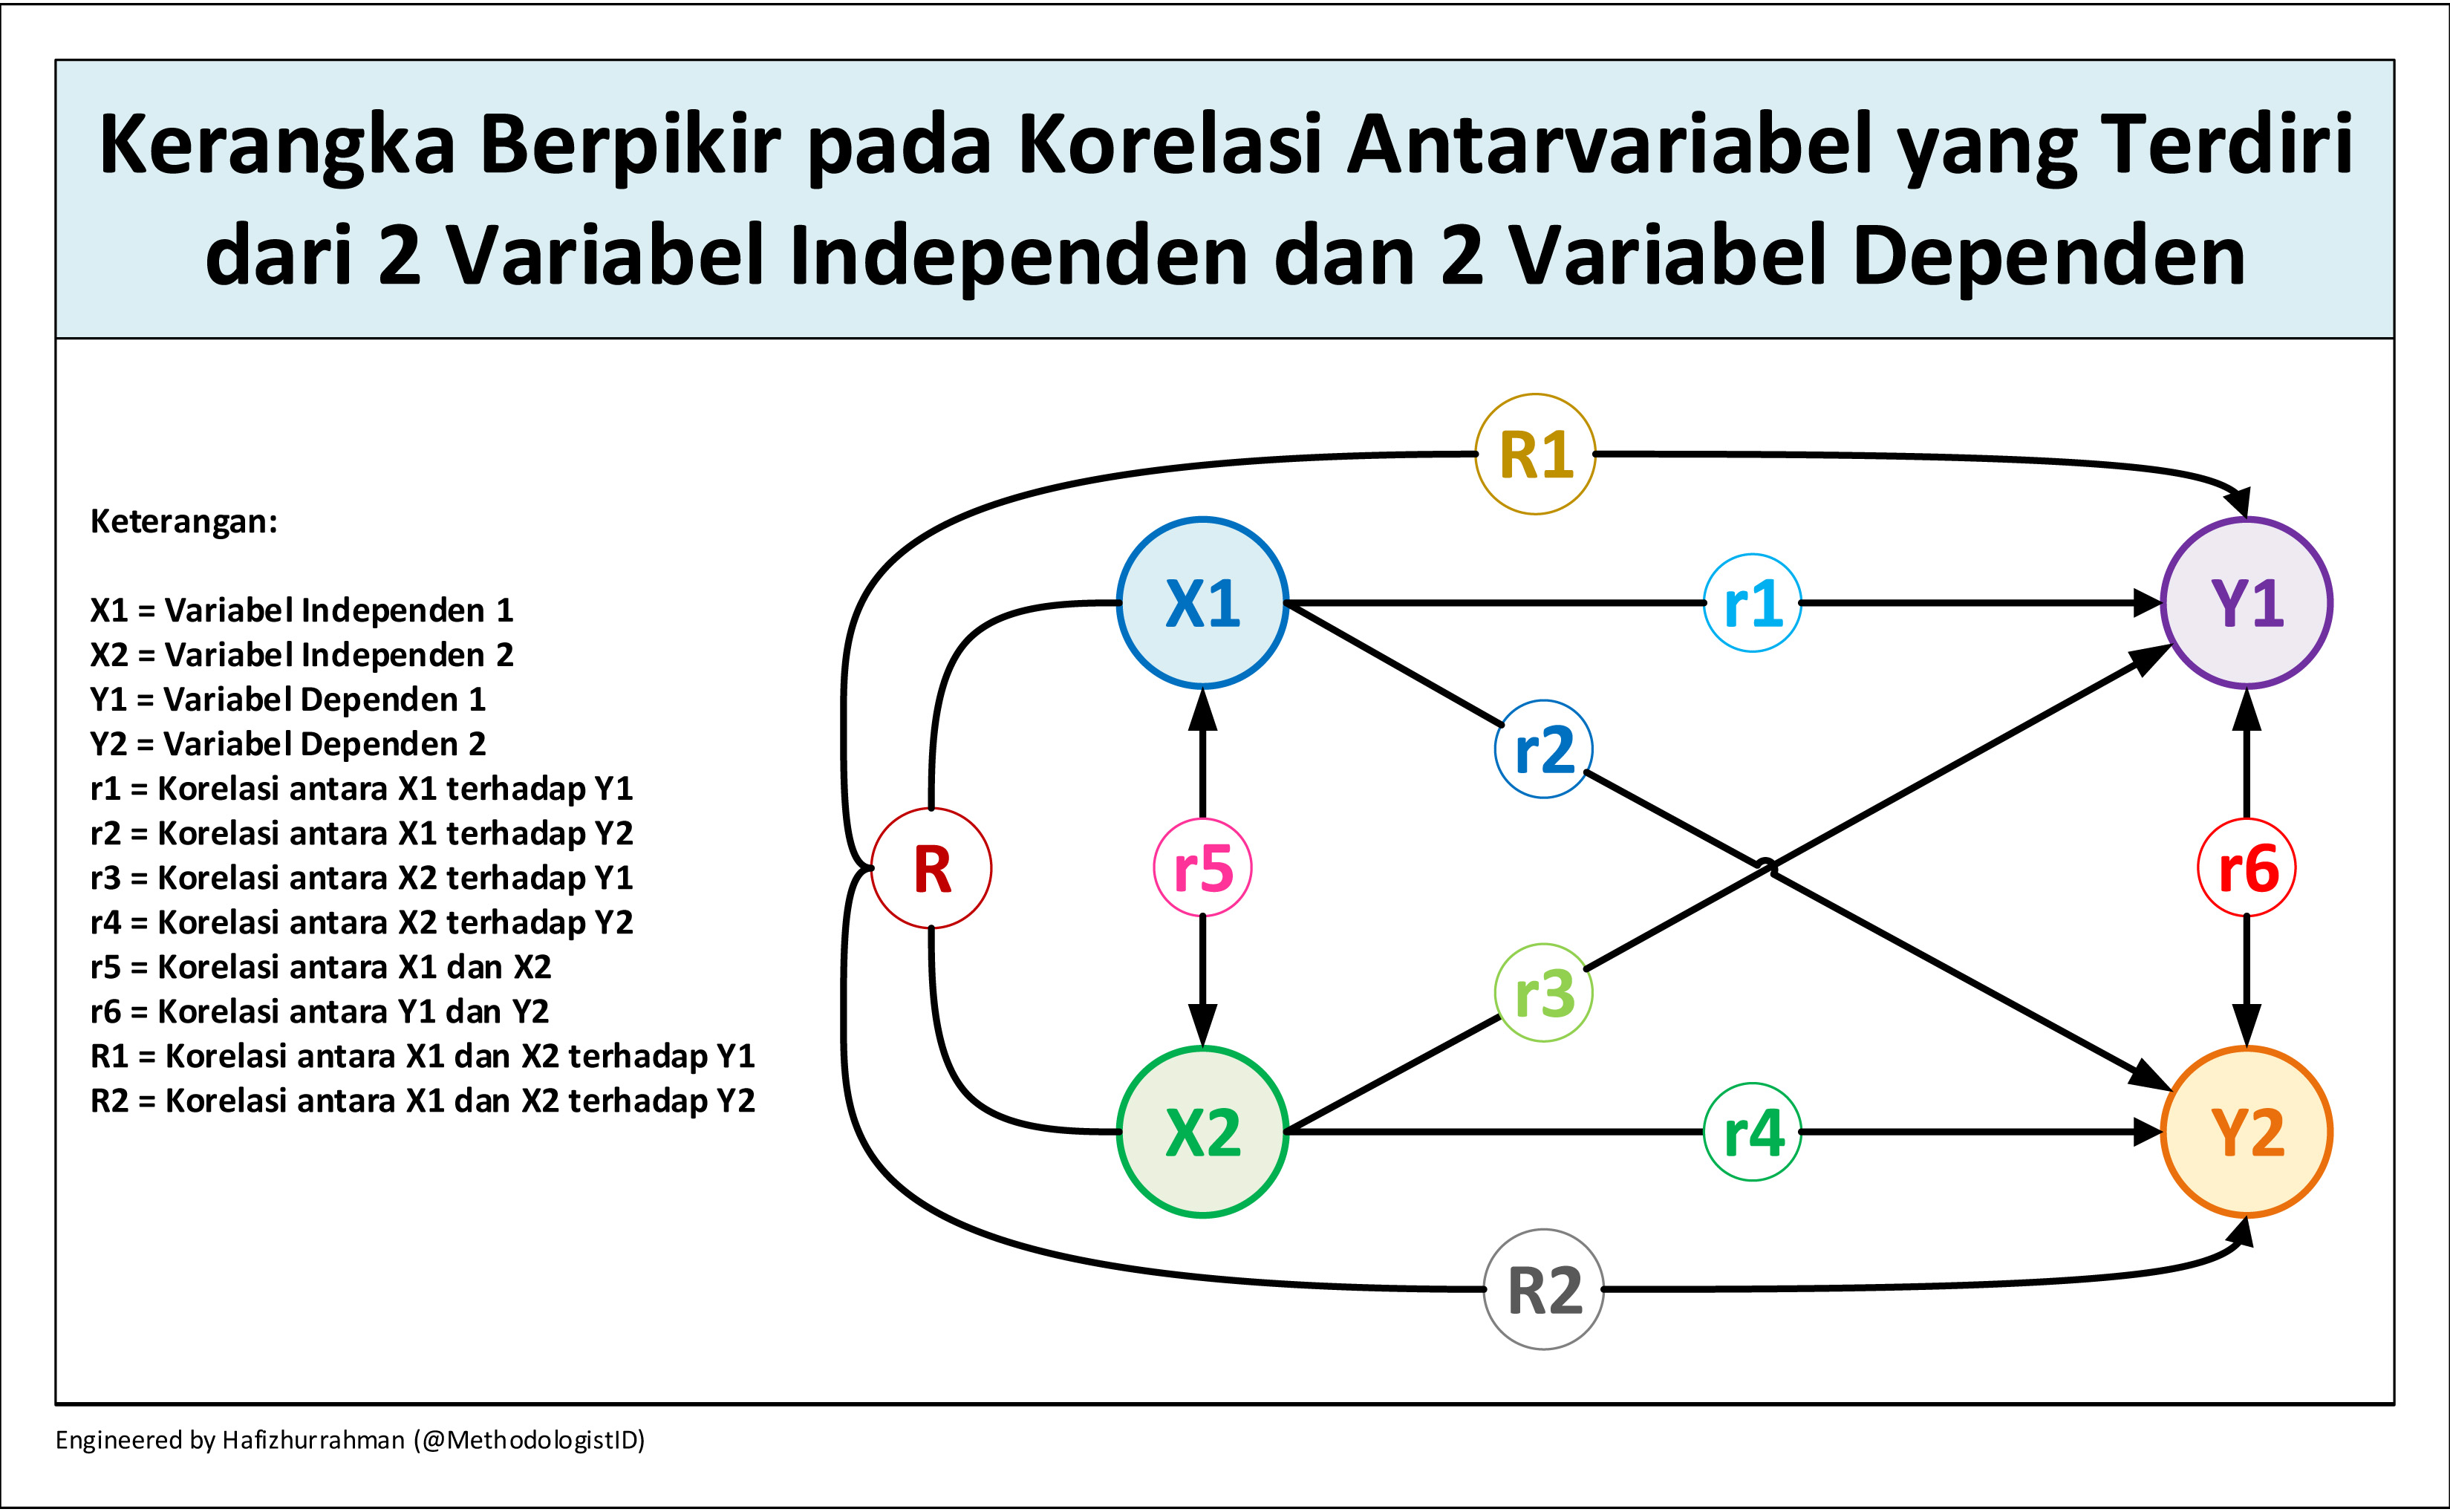 Kerangka Berpikir pada Korelasi Antarvariabel yang Terdiri
dari 2 Variabel Independen dan 2 Variabel Dependen
Keterangan:
X1 = Variabel Independen 1
X2 = Variabel Independen 2
Y1 = Variabel Dependen 1
Y2 = Variabel Dependen 2
r1 = Korelasi antara X1 terhadap Y1
r2 = Korelasi antara X1 terhadap Y2
r3 = Korelasi antara X2 terhadap Y1
r4 = Korelasi antara X2 terhadap Y2
r5 = Korelasi antara X1 dan X2
r6 = Korelasi antara Y1 dan Y2
R1 = Korelasi antara X1 dan X2 terhadap Y1
R2 = Korelasi antara X1 dan X2 terhadap Y2
R1
X1
r1
Y1
r2
R
r5
r6
r3
X2
r4
Y2
R2
Engineered by Hafizhurrahman (@MethodologistID)